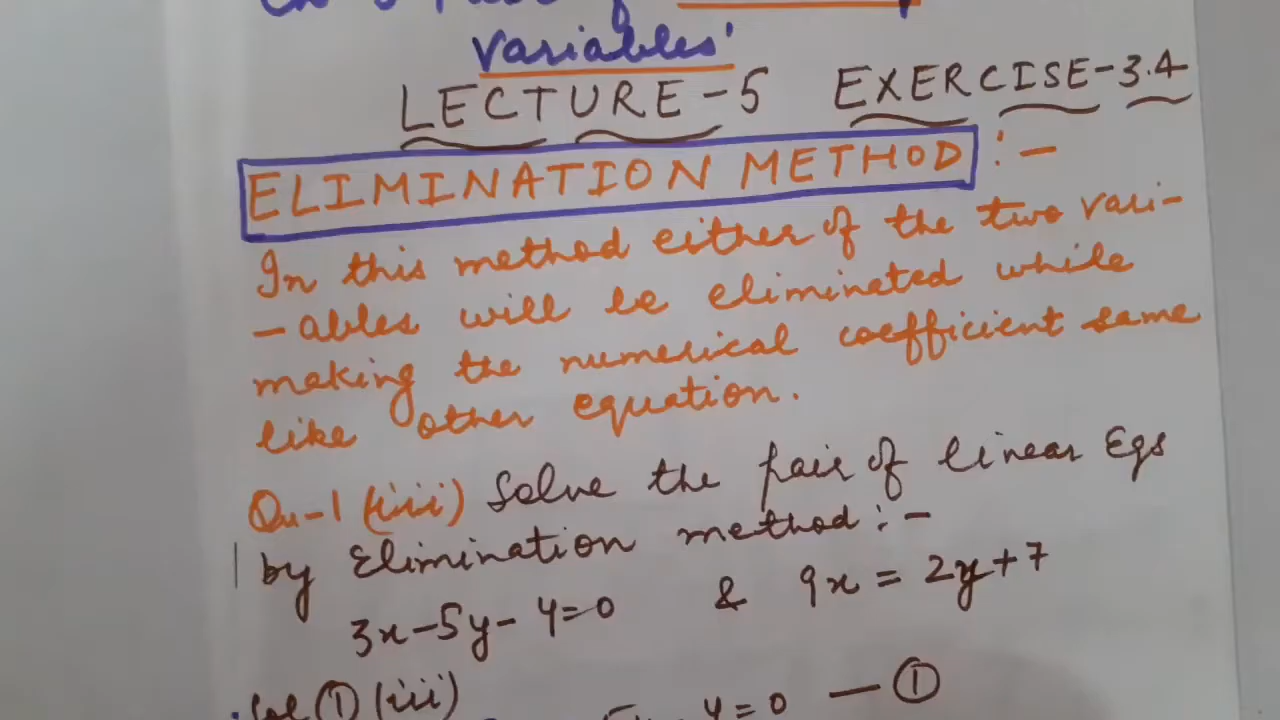 variables'
LECTURE-5 EXERCISE-3.4
ELIMINATION METHOD :-
In this method either of the two vari-
-ables will be eliminated while
making the numerical coefficient same
like other equation.
Qu-1 (iii) Solve the pair of linear Eqs
by Elimination method:-
3x-5y-4=0 & 9x = 2y+7
Sol ① (iii)
4=0 — ①